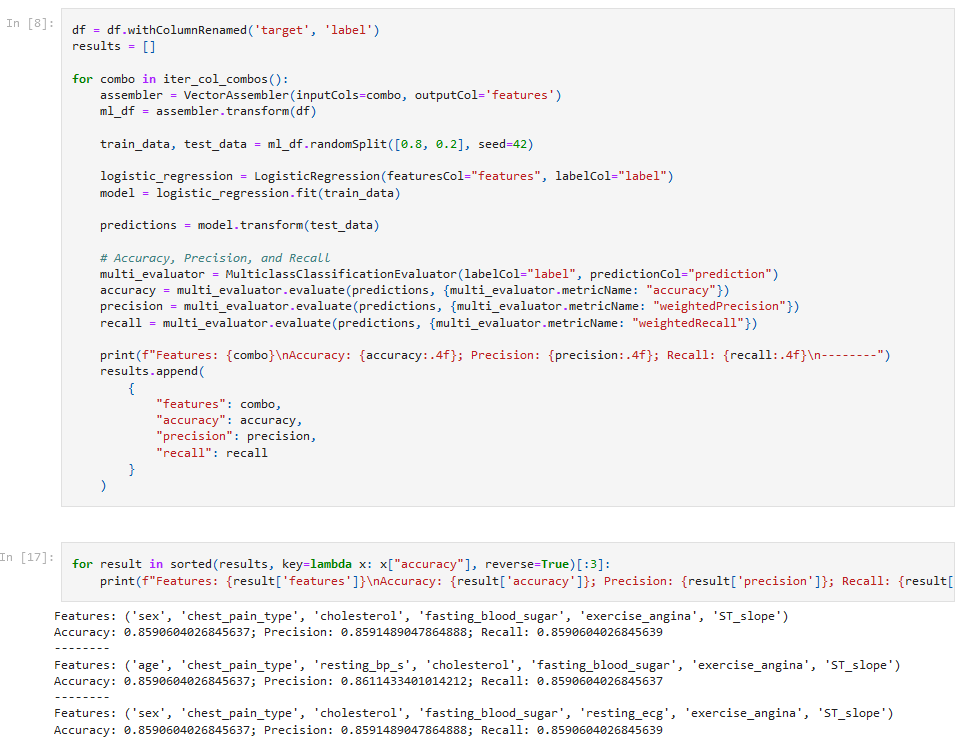 In [8]:
df = df.withColumnRenamed('target', 'label')
results = []
for combo in iter_col_combos():
    assembler = VectorAssembler(inputCols=combo, outputCol='features')
    ml_df = assembler.transform(df)
    train_data, test_data = ml_df.randomSplit([0.8, 0.2], seed=42)
    logistic_regression = LogisticRegression(featuresCol="features", labelCol="label")
    model = logistic_regression.fit(train_data)
    predictions = model.transform(test_data)
    # Accuracy, Precision, and Recall
    multi_evaluator = MulticlassClassificationEvaluator(labelCol="label", predictionCol="prediction")
    accuracy = multi_evaluator.evaluate(predictions, {multi_evaluator.metricName: "accuracy"})
    precision = multi_evaluator.evaluate(predictions, {multi_evaluator.metricName: "weightedPrecision"})
    recall = multi_evaluator.evaluate(predictions, {multi_evaluator.metricName: "weightedRecall"})
    print(f"Features: {combo}\nAccuracy: {accuracy:.4f}; Precision: {precision:.4f}; Recall: {recall:.4f}\n--------")
    results.append(
        {
            "features": combo,
            "accuracy": accuracy,
            "precision": precision,
            "recall": recall
        }
    )
In [17]:
for result in sorted(results, key=lambda x: x["accuracy"], reverse=True)[:3]:
    print(f"Features: {result['features']}\nAccuracy: {result['accuracy']}; Precision: {result['precision']}; Recall: {result[
Features: ('sex', 'chest_pain_type', 'cholesterol', 'fasting_blood_sugar', 'exercise_angina', 'ST_slope')
Accuracy: 0.8590604026845637; Precision: 0.8591489047864888; Recall: 0.8590604026845639
--------
Features: ('age', 'chest_pain_type', 'resting_bp_s', 'cholesterol', 'fasting_blood_sugar', 'exercise_angina', 'ST_slope')
Accuracy: 0.8590604026845637; Precision: 0.8611433401014212; Recall: 0.8590604026845637
--------
Features: ('sex', 'chest_pain_type', 'cholesterol', 'fasting_blood_sugar', 'resting_ecg', 'exercise_angina', 'ST_slope')
Accuracy: 0.8590604026845637; Precision: 0.8591489047864888; Recall: 0.8590604026845639